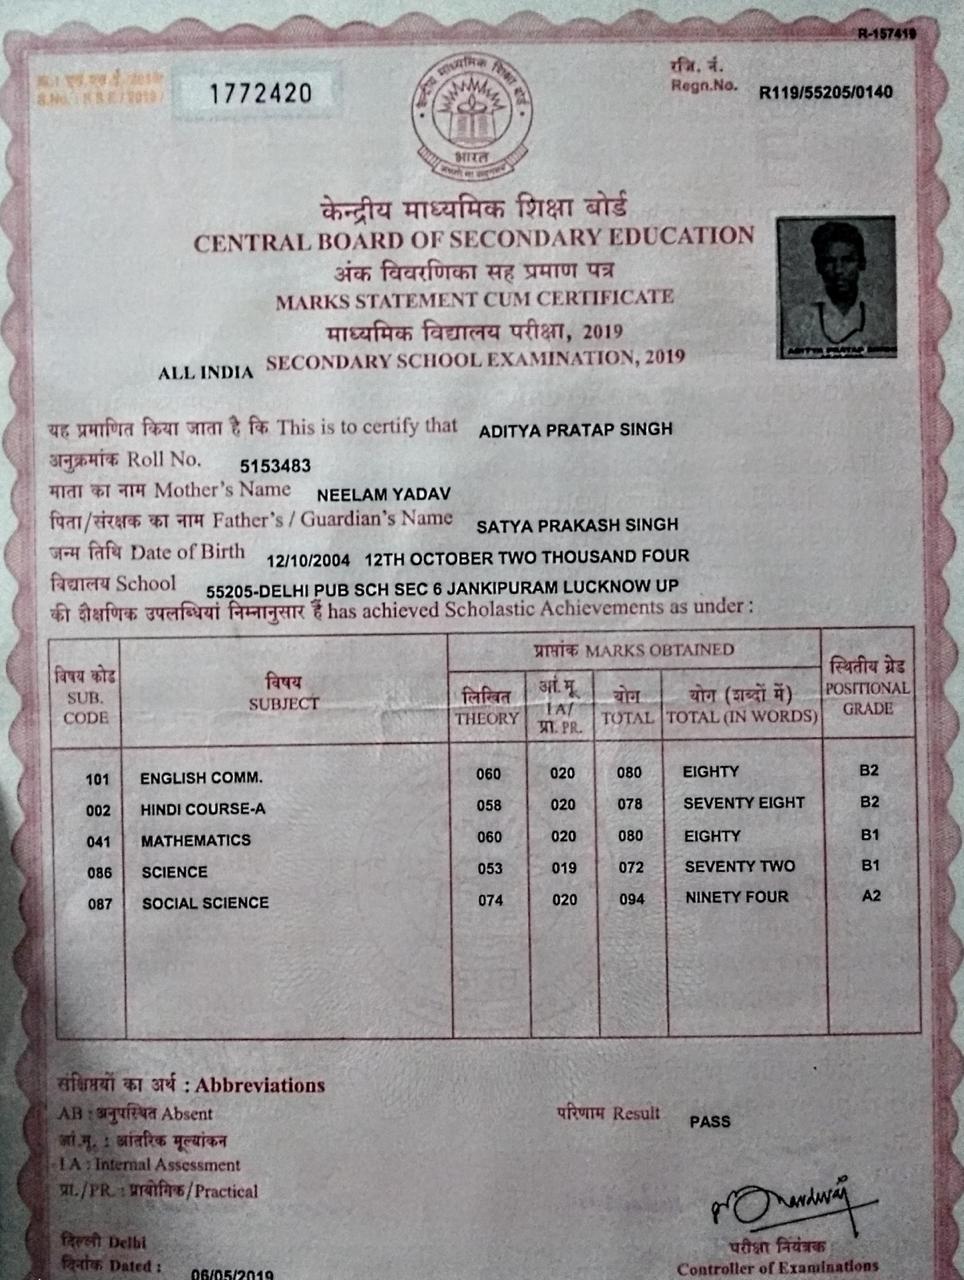 R-157419
1772420
रजि. नं.
Regn.No. R119/55205/0140
केन्द्रीय माध्यमिक शिक्षा बोर्ड
भारत
केन्द्रीय माध्यमिक शिक्षा बोर्ड
CENTRAL BOARD OF SECONDARY EDUCATION
अंक विवरणिका सह प्रमाण पत्र
MARKS STATEMENT CUM CERTIFICATE
माध्यमिक विद्यालय परीक्षा, 2019
ALL INDIA SECONDARY SCHOOL EXAMINATION, 2019
ADITYA PRATAP SINGH
यह प्रमाणित किया जाता है कि This is to certify that ADITYA PRATAP SINGH
अनुक्रमांक Roll No. 5153483
माता का नाम Mother's Name NEELAM YADAV
पिता/संरक्षक का नाम Father's / Guardian's Name SATYA PRAKASH SINGH
जन्म तिथि Date of Birth 12/10/2004 12TH OCTOBER TWO THOUSAND FOUR
विद्यालय School 55205-DELHI PUB SCH SEC 6 JANKIPURAM LUCKNOW UP
की शैक्षणिक उपलब्धियां निम्नानुसार हैं has achieved Scholastic Achievements as under :
विषय कोड SUB. CODE
विषय SUBJECT
प्राप्तांक MARKS OBTAINED
लिखित THEORY
आं.मू. I A/ प्रा. PR.
योग TOTAL
योग (शब्दों में) TOTAL (IN WORDS)
स्थितीय ग्रेड POSITIONAL GRADE
101 ENGLISH COMM. 060 020 080 EIGHTY B2
002 HINDI COURSE-A 058 020 078 SEVENTY EIGHT B2
041 MATHEMATICS 060 020 080 EIGHTY B1
086 SCIENCE 053 019 072 SEVENTY TWO B1
087 SOCIAL SCIENCE 074 020 094 NINETY FOUR A2
संक्षिप्तियों का अर्थ : Abbreviations
AB : अनुपस्थित Absent
परिणाम Result PASS
आं.मू. : आंतरिक मूल्यांकन
I A : Internal Assessment
प्रा./PR. : प्रायोगिक/Practical
दिल्ली Delhi
दिनांक Dated : 06/05/2019
परीक्षा नियंत्रक
Controller of Examinations